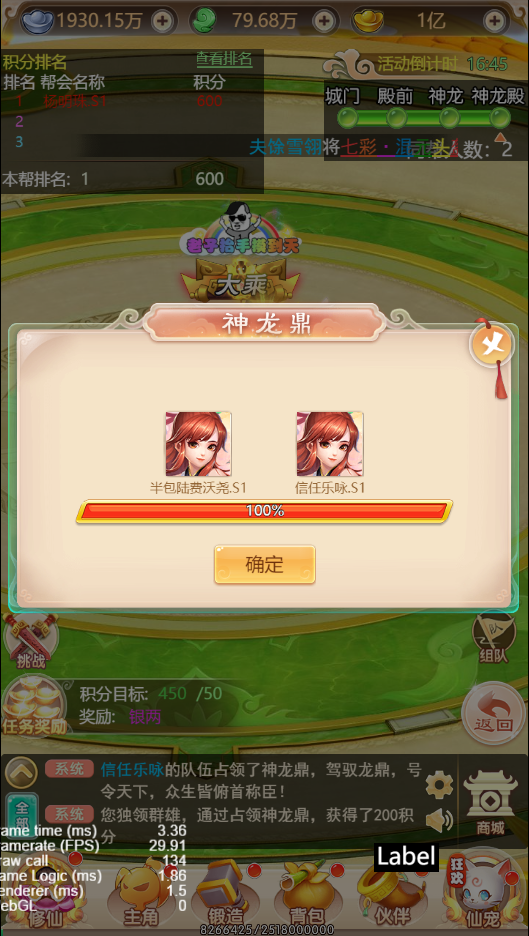 1930.15万 79.68万 1亿
积分排名 查看排名
排名 帮会名称 积分
1 600
2
3
本帮排名: 1 600
活动倒计时 16:45
城门 殿前 神龙 神龙殿
夫馀雪翎将七彩·
人数: 2
老子徒手摸到天
大乘
神龙鼎
半包陆费沃尧.S1 信任乐咏.S1
100%
确定
挑战
组队
积分目标: 450 /50
奖励: 银两
任务奖励
返回
系统 信任乐咏的队伍占领了神龙鼎，驾驭龙鼎，号
令天下，众生皆俯首称臣！
全部
系统 您独领群雄，通过占领神龙鼎，获得了200积
分
商城
ame time (ms) 3.36
amerate (FPS) 29.91
raw call 134
ame Logic (ms) 1.86
enderer (ms) 1.5
ebGL 0
Label
狂欢
修仙 主角 锻造 背包 伙伴 仙宠
8266425/2518000000